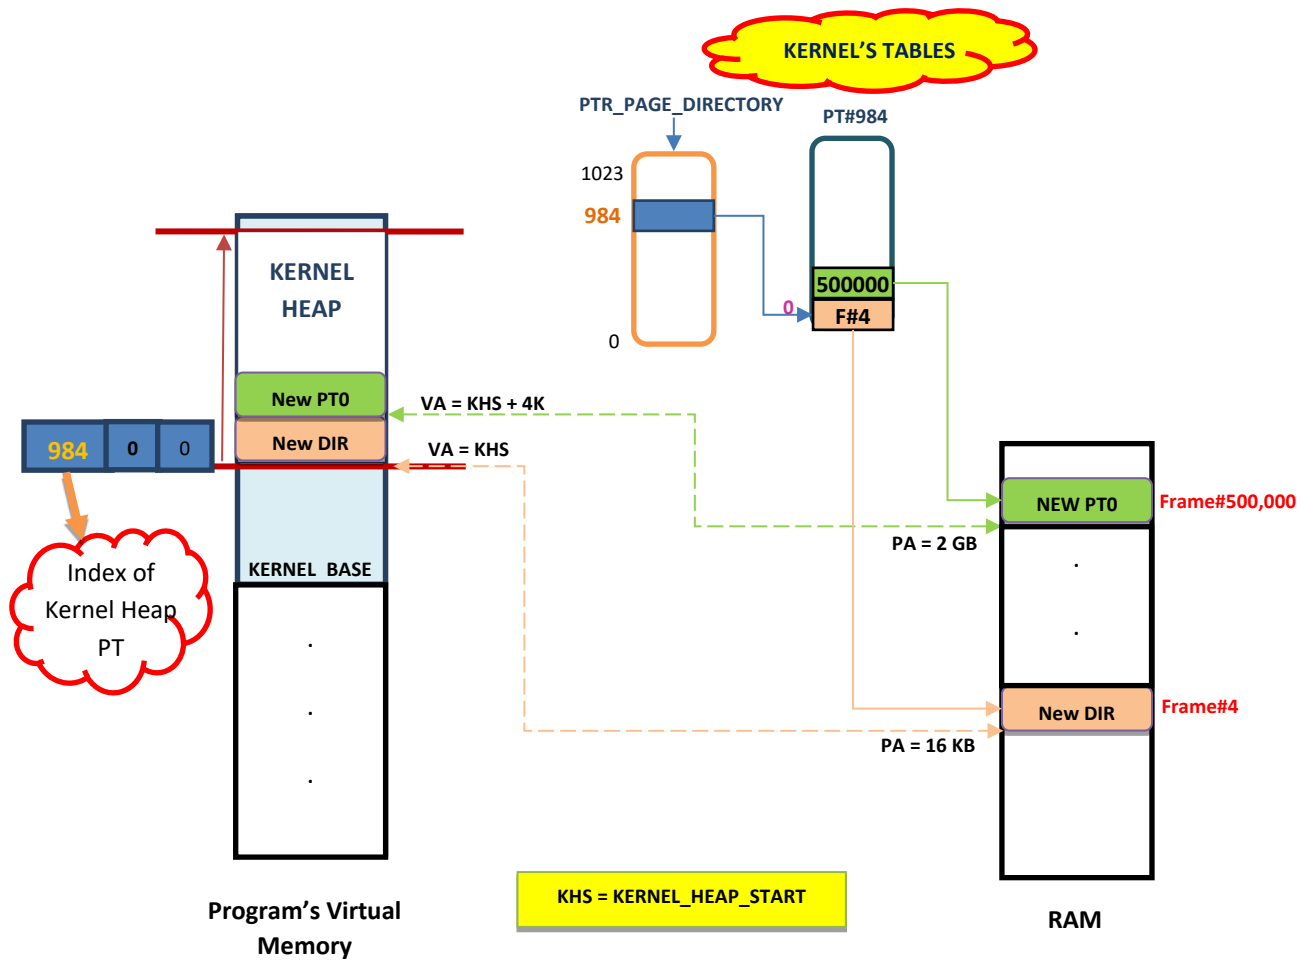 KERNEL'S TABLES
PTR_PAGE_DIRECTORY
PT#984
1023
984
0
500000
0
F#4
KERNEL
HEAP
New PT0
New DIR
VA = KHS + 4K
VA = KHS
984 0 0
Index of
Kernel Heap
PT
KERNEL BASE
.
.
.
NEW PT0
Frame#500,000
PA = 2 GB
.
.
New DIR
Frame#4
PA = 16 KB
KHS = KERNEL_HEAP_START
Program's Virtual
Memory
RAM